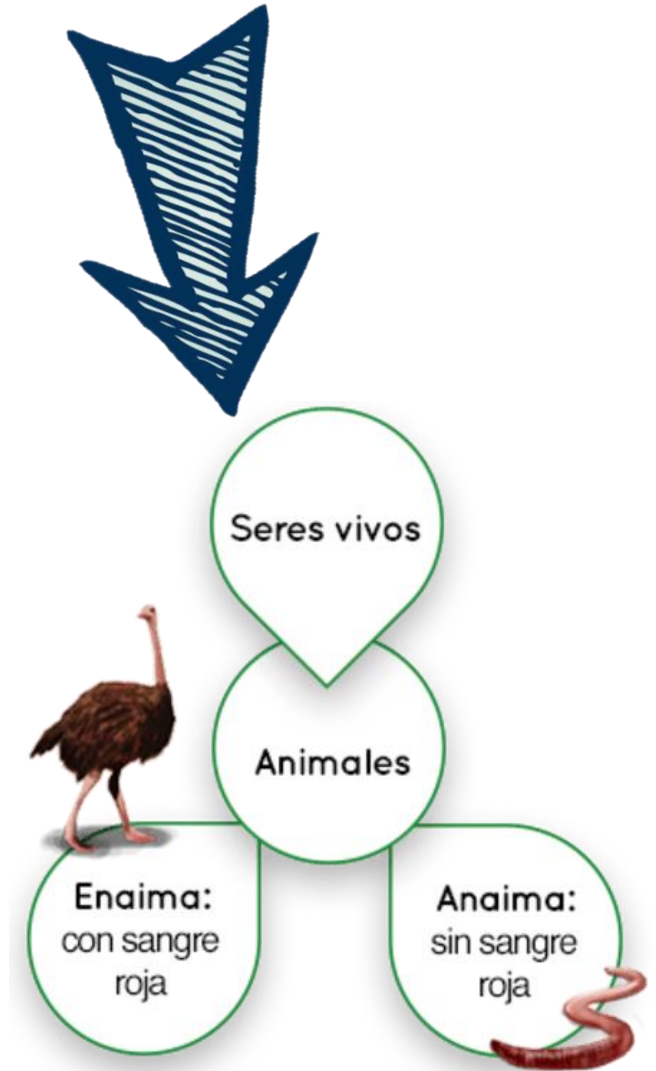 Seres vivos
Animales
Enaima:
con sangre
roja
Anaima:
sin sangre
roja